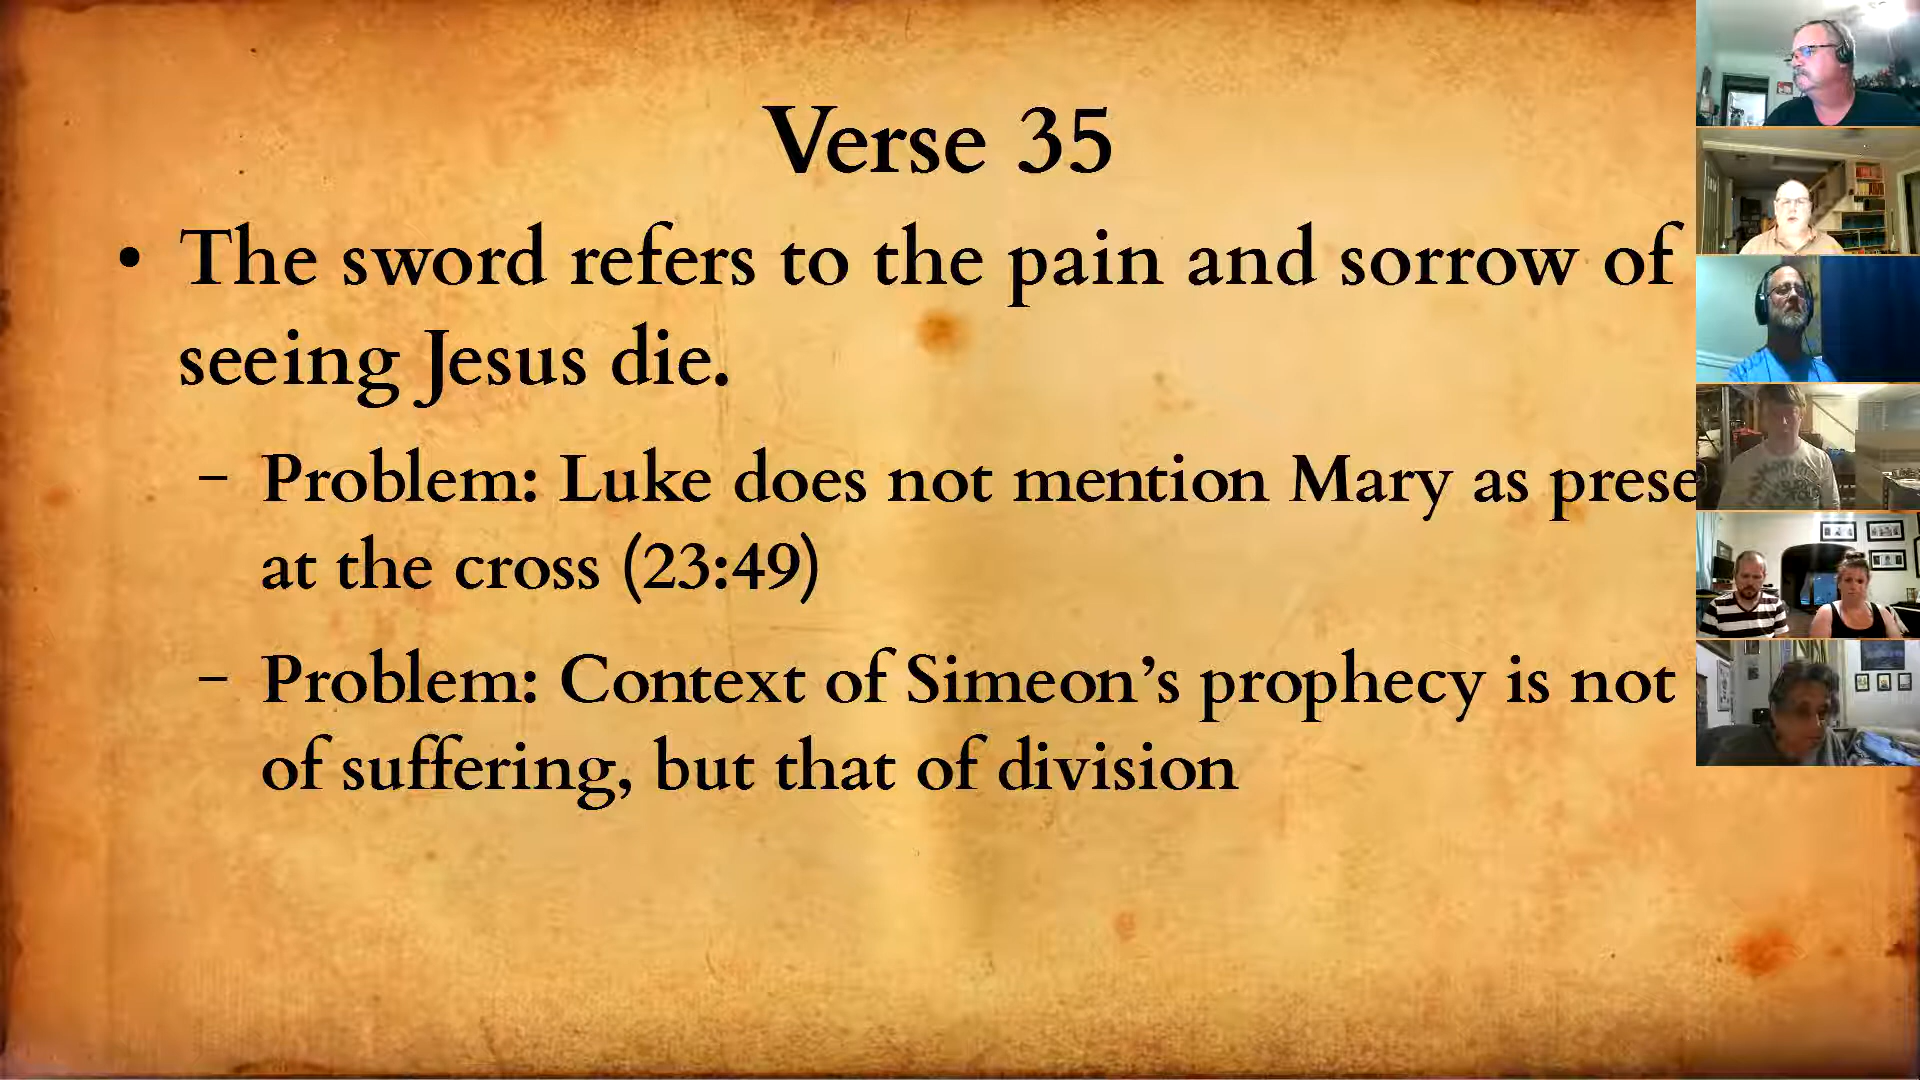 Verse 35
• The sword refers to the pain and sorrow of
seeing Jesus die.
– Problem: Luke does not mention Mary as prese
at the cross (23:49)
– Problem: Context of Simeon's prophecy is not
of suffering, but that of division